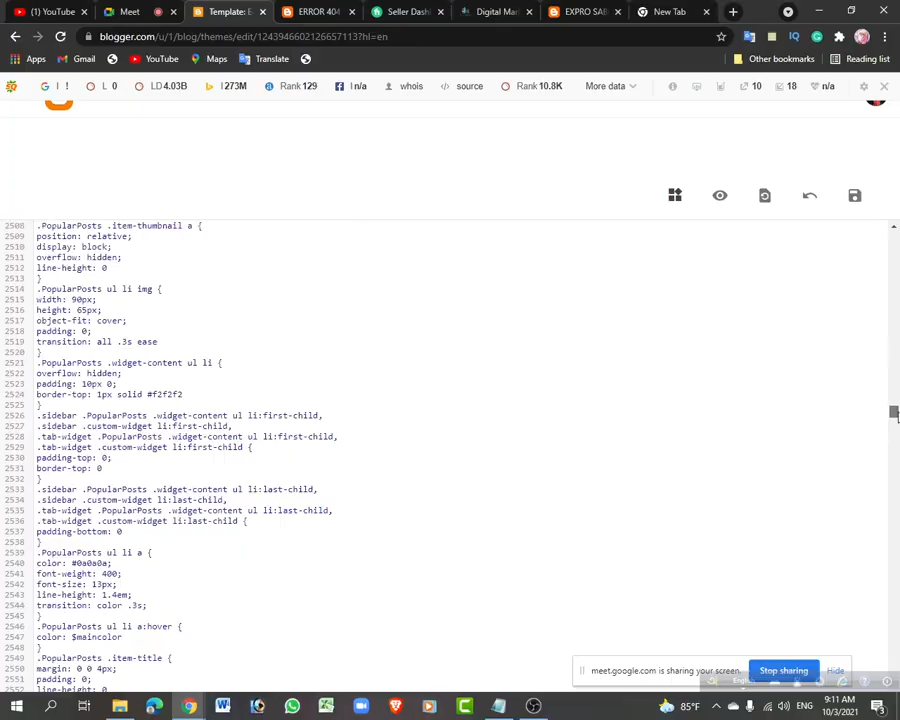 (1) YouTube
Meet
Template: E
ERROR 404
Seller Dash
Digital Mar
EXPRO SAB
New Tab
blogger.com/u/1/blog/themes/edit/1243946602126657113?hl=en
Apps
Gmail
YouTube
Maps
Translate
Other bookmarks
Reading list
I !
L 0
LD 4.03B
I 273M
Rank 129
I n/a
whois
source
Rank 10.8K
More data
10
18
n/a
2508 .PopularPosts .item-thumbnail a {
2509 position: relative;
2510 display: block;
2511 overflow: hidden;
2512 line-height: 0
2513 }
2514 .PopularPosts ul li img {
2515 width: 90px;
2516 height: 65px;
2517 object-fit: cover;
2518 padding: 0;
2519 transition: all .3s ease
2520 }
2521 .PopularPosts .widget-content ul li {
2522 overflow: hidden;
2523 padding: 10px 0;
2524 border-top: 1px solid #f2f2f2
2525 }
2526 .sidebar .PopularPosts .widget-content ul li:first-child,
2527 .sidebar .custom-widget li:first-child,
2528 .tab-widget .PopularPosts .widget-content ul li:first-child,
2529 .tab-widget .custom-widget li:first-child {
2530 padding-top: 0;
2531 border-top: 0
2532 }
2533 .sidebar .PopularPosts .widget-content ul li:last-child,
2534 .sidebar .custom-widget li:last-child,
2535 .tab-widget .PopularPosts .widget-content ul li:last-child,
2536 .tab-widget .custom-widget li:last-child {
2537 padding-bottom: 0
2538 }
2539 .PopularPosts ul li a {
2540 color: #0a0a0a;
2541 font-weight: 400;
2542 font-size: 13px;
2543 line-height: 1.4em;
2544 transition: color .3s;
2545 }
2546 .PopularPosts ul li a:hover {
2547 color: $maincolor
2548 }
2549 .PopularPosts .item-title {
2550 margin: 0 0 4px;
2551 padding: 0;
2552 line-height: 0
meet.google.com is sharing your screen.
Stop sharing
Hide
English
85°F
ENG
9:11 AM
10/3/2021
3